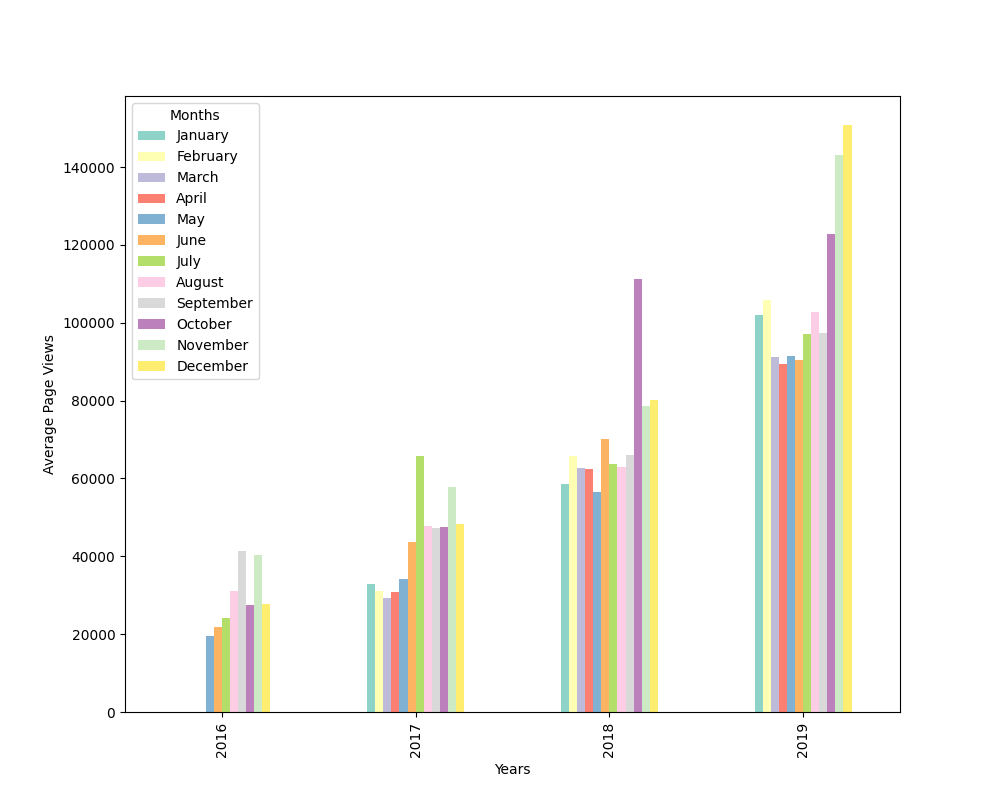 Months
January
February
March
April
May
June
July
August
September
October
November
December
140000
120000
100000
80000
60000
40000
20000
0
Average Page Views
2016
2017
2018
2019
Years